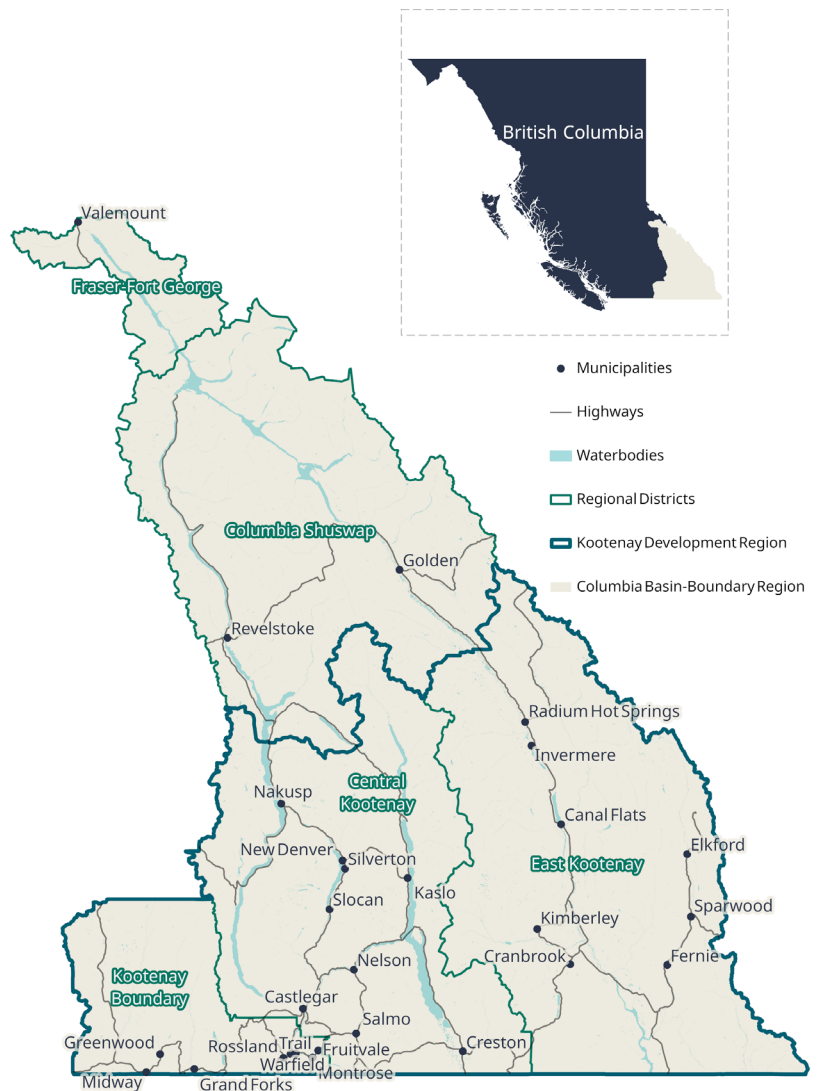 British Columbia
Valemount
Fraser-Fort George
Municipalities
Highways
Waterbodies
Regional Districts
Kootenay Development Region
Columbia Basin-Boundary Region
Columbia Shuswap
Golden
Revelstoke
Radium Hot Springs
Invermere
Central
Kootenay
Nakusp
Canal Flats
New Denver
Silverton
Elkford
East Kootenay
Kaslo
Slocan
Sparwood
Kimberley
Cranbrook
Fernie
Nelson
Kootenay
Boundary
Castlegar
Salmo
Greenwood
Rossland
Trail
Fruitvale
Creston
Warfield
Montrose
Midway
Grand Forks